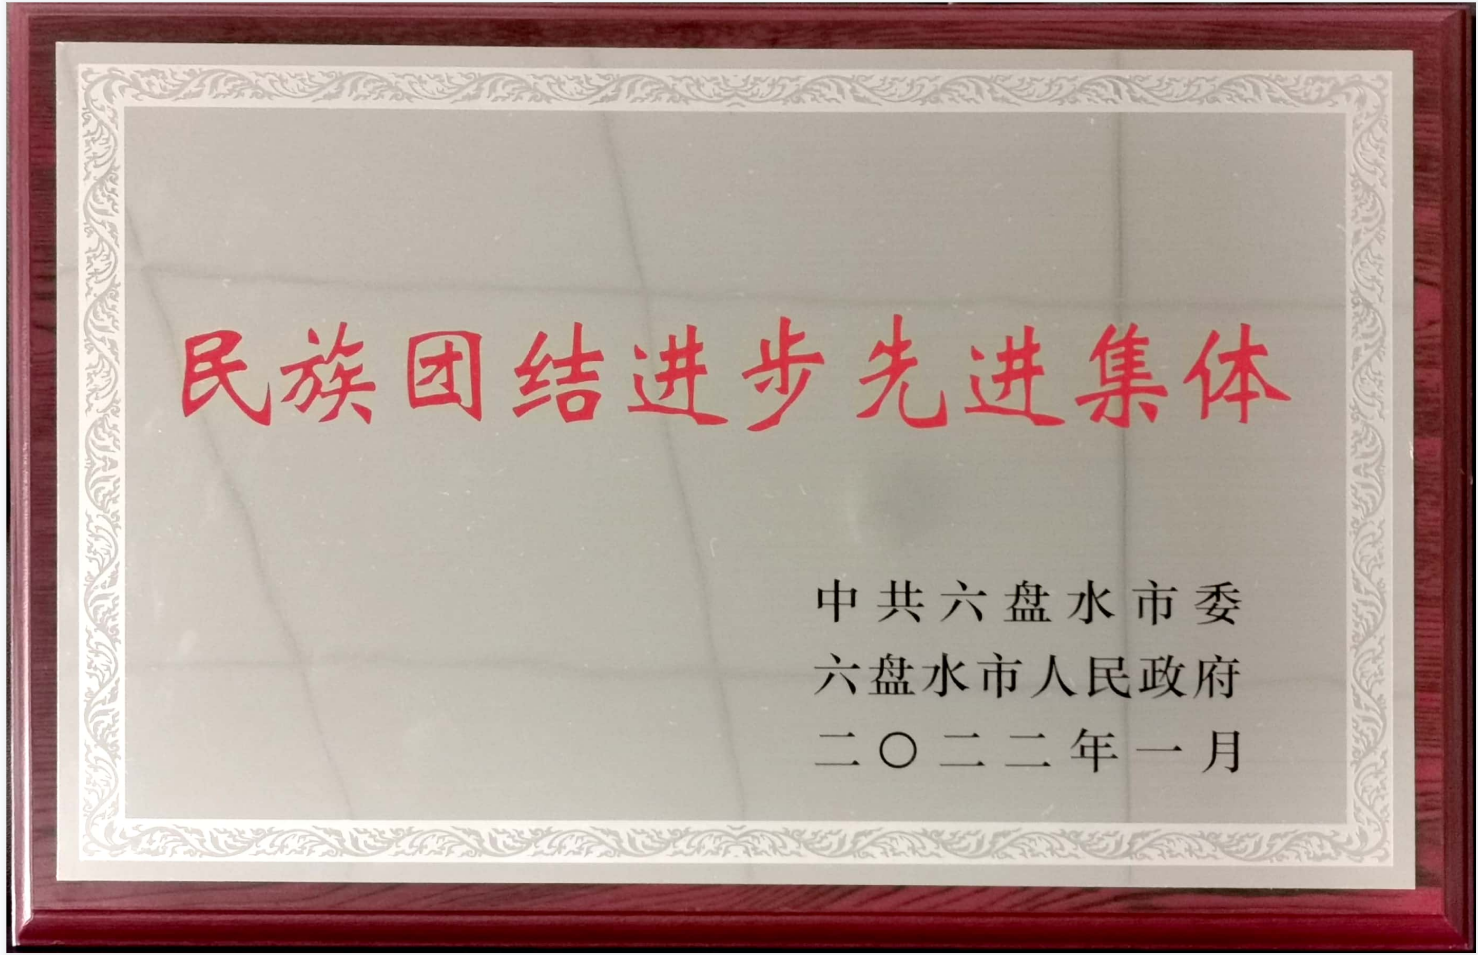 民族团结进步先进集体
中共六盘水市委
六盘水市人民政府
二〇二二年一月